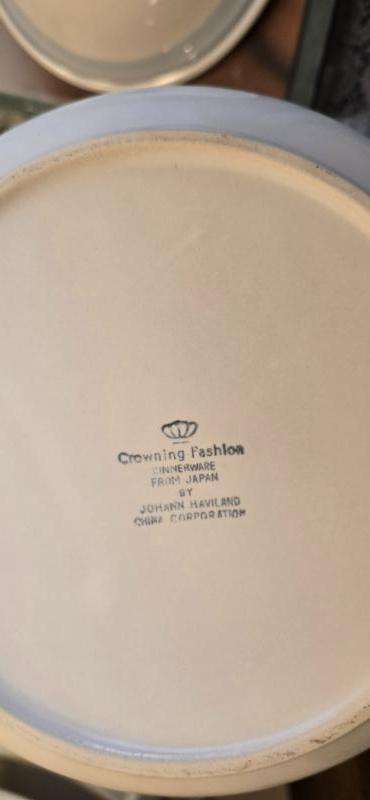 Crowning Fashion
DINNERWARE
FROM JAPAN
BY
JOHANN HAVILAND
CHINA CORPORATION